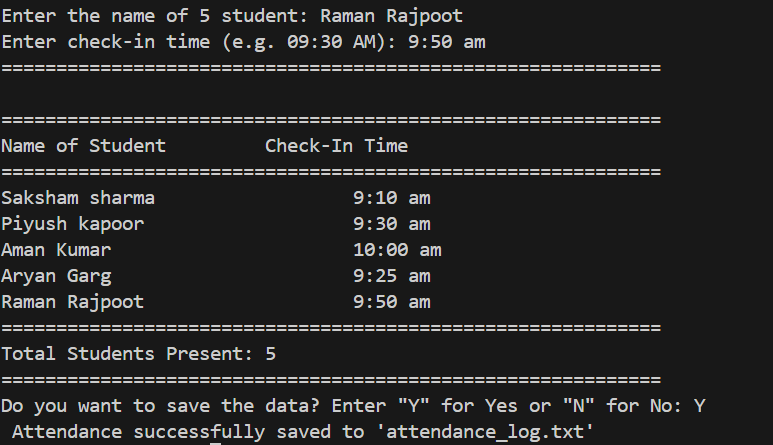 Enter the name of 5 student: Raman Rajpoot
Enter check-in time (e.g. 09:30 AM): 9:50 am
============================================================

============================================================
Name of Student         Check-In Time
============================================================
Saksham sharma                  9:10 am
Piyush kapoor                   9:30 am
Aman Kumar                      10:00 am
Aryan Garg                      9:25 am
Raman Rajpoot                   9:50 am
============================================================
Total Students Present: 5
============================================================
Do you want to save the data? Enter "Y" for Yes or "N" for No: Y
 Attendance successfully saved to 'attendance_log.txt'